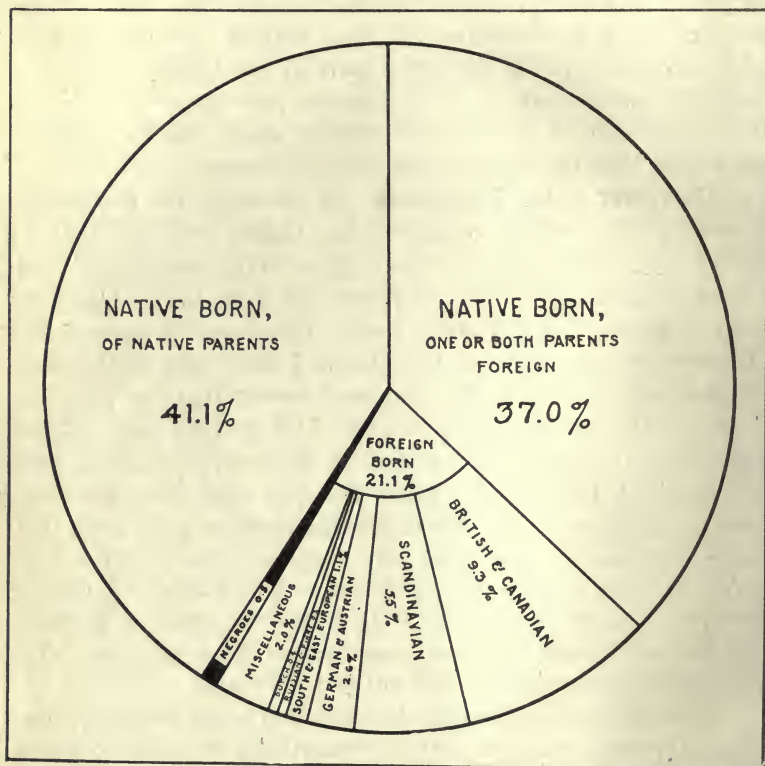 NATIVE BORN,
OF NATIVE PARENTS
41.1%
NATIVE BORN,
ONE OR BOTH PARENTS
FOREIGN
37.0%
FOREIGN
BORN
21.1%
NEGROES
MISCELLANEOUS
2.0%
DUTCH
RUSSIAN &
SOUTH & EAST EUROPEAN 1.1%
GERMAN & AUSTRIAN
2.6%
SCANDINAVIAN
5.5%
BRITISH & CANADIAN
9.3%